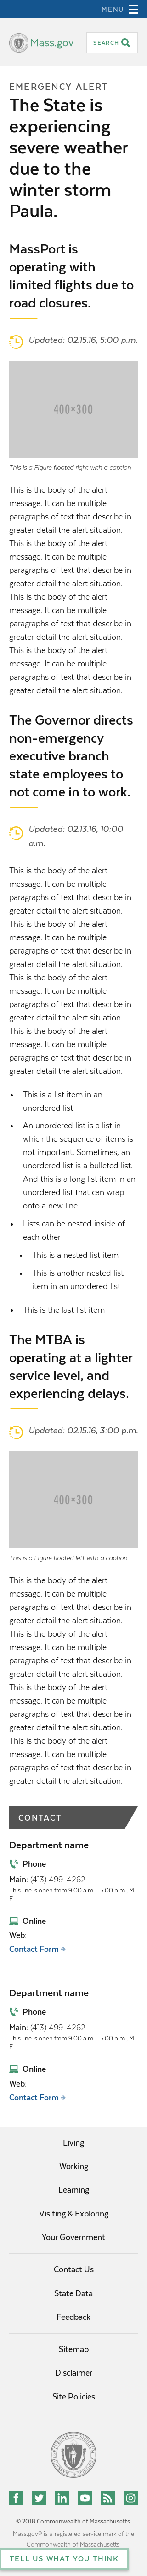 MENU
Mass.gov
SEARCH
EMERGENCY ALERT
The State is
experiencing
severe weather
due to the
winter storm
Paula.
MassPort is
operating with
limited flights due to
road closures.
Updated: 02.15.16, 5:00 p.m.
400×300
This is a Figure floated right with a caption
This is the body of the alert
message. It can be multiple
paragraphs of text that describe in
greater detail the alert situation.
This is the body of the alert
message. It can be multiple
paragraphs of text that describe in
greater detail the alert situation.
This is the body of the alert
message. It can be multiple
paragraphs of text that describe in
greater detail the alert situation.
This is the body of the alert
message. It can be multiple
paragraphs of text that describe in
greater detail the alert situation.
The Governor directs
non-emergency
executive branch
state employees to
not come in to work.
Updated: 02.13.16, 10:00
a.m.
This is the body of the alert
message. It can be multiple
paragraphs of text that describe in
greater detail the alert situation.
This is the body of the alert
message. It can be multiple
paragraphs of text that describe in
greater detail the alert situation.
This is the body of the alert
message. It can be multiple
paragraphs of text that describe in
greater detail the alert situation.
This is the body of the alert
message. It can be multiple
paragraphs of text that describe in
greater detail the alert situation.
• This is a list item in an
unordered list
• An unordered list is a list in
which the sequence of items is
not important. Sometimes, an
unordered list is a bulleted list.
And this is a long list item in an
unordered list that can wrap
onto a new line.
• Lists can be nested inside of
each other
• This is a nested list item
• This is another nested list
item in an unordered list
• This is the last list item
The MTBA is
operating at a lighter
service level, and
experiencing delays.
Updated: 02.15.16, 3:00 p.m.
400×300
This is a Figure floated left with a caption
This is the body of the alert
message. It can be multiple
paragraphs of text that describe in
greater detail the alert situation.
This is the body of the alert
message. It can be multiple
paragraphs of text that describe in
greater detail the alert situation.
This is the body of the alert
message. It can be multiple
paragraphs of text that describe in
greater detail the alert situation.
This is the body of the alert
message. It can be multiple
paragraphs of text that describe in
greater detail the alert situation.
CONTACT
Department name
Phone
Main: (413) 499-4262
This line is open from 9:00 a.m. - 5:00 p.m., M-
F
Online
Web:
Contact Form
Department name
Phone
Main: (413) 499-4262
This line is open from 9:00 a.m. - 5:00 p.m., M-
F
Online
Web:
Contact Form
Living
Working
Learning
Visiting & Exploring
Your Government
Contact Us
State Data
Feedback
Sitemap
Disclaimer
Site Policies
© 2018 Commonwealth of Massachusetts.
Mass.gov® is a registered service mark of the
Commonwealth of Massachusetts.
TELL US WHAT YOU THINK